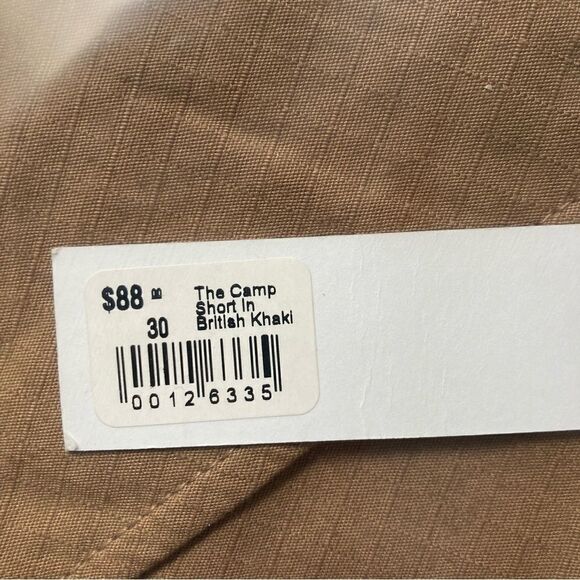 $88
30
The Camp
Short in
British Khaki
0012 6335